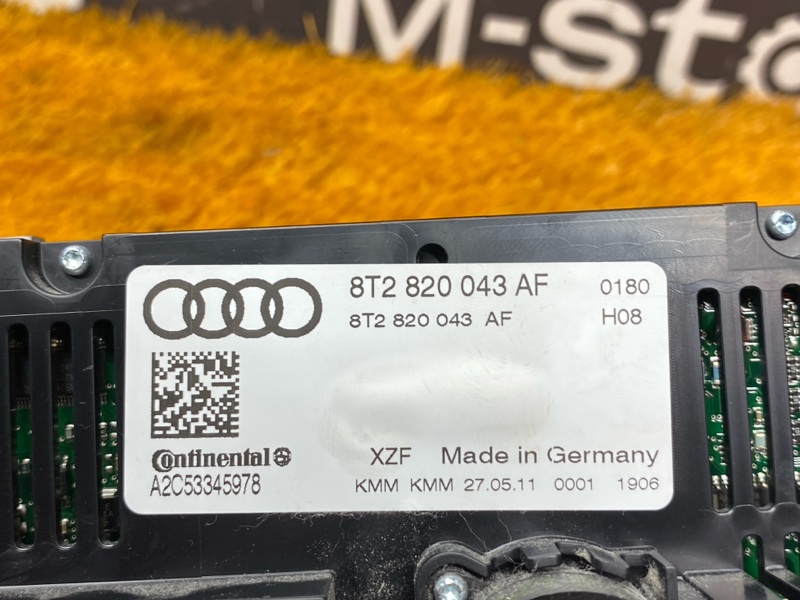 M-sto
8T2 820 043 AF 0180
8T2 820 043 AF H08
Continental
A2C53345978
XZF Made in Germany
KMM KMM 27.05.11 0001 1906